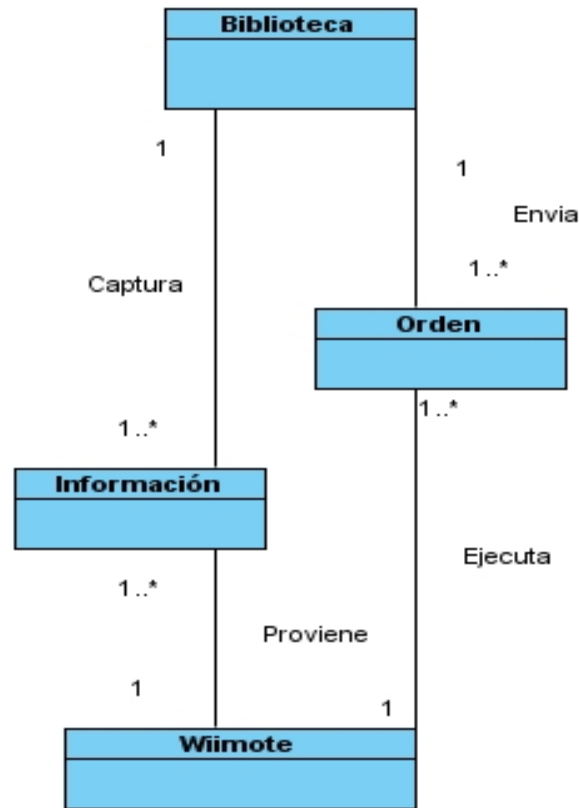 Biblioteca
1
1
Envia
1..*
Captura
Orden
1..*
1..*
Información
Ejecuta
1..*
Proviene
1
1
Wiimote